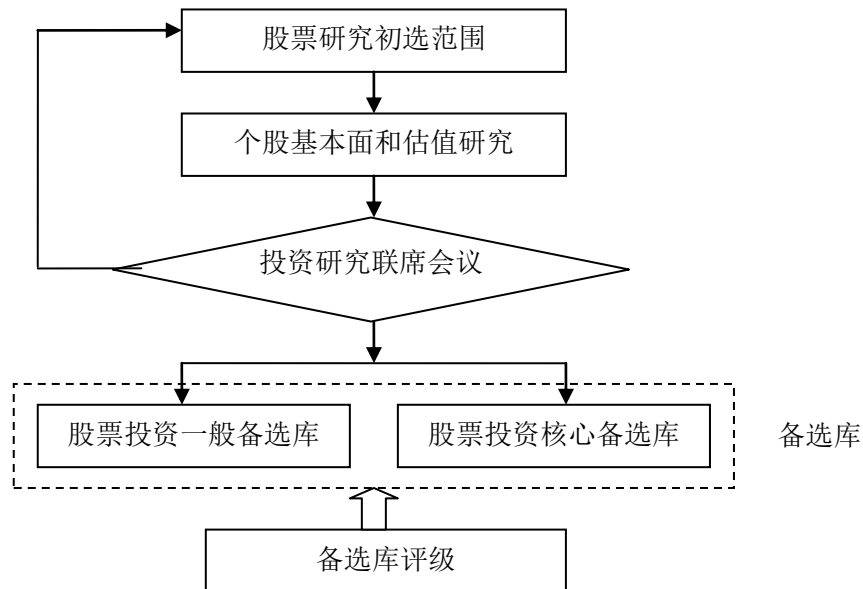 股票研究初选范围
个股基本面和估值研究
投资研究联席会议
股票投资一般备选库
股票投资核心备选库
备选库
备选库评级